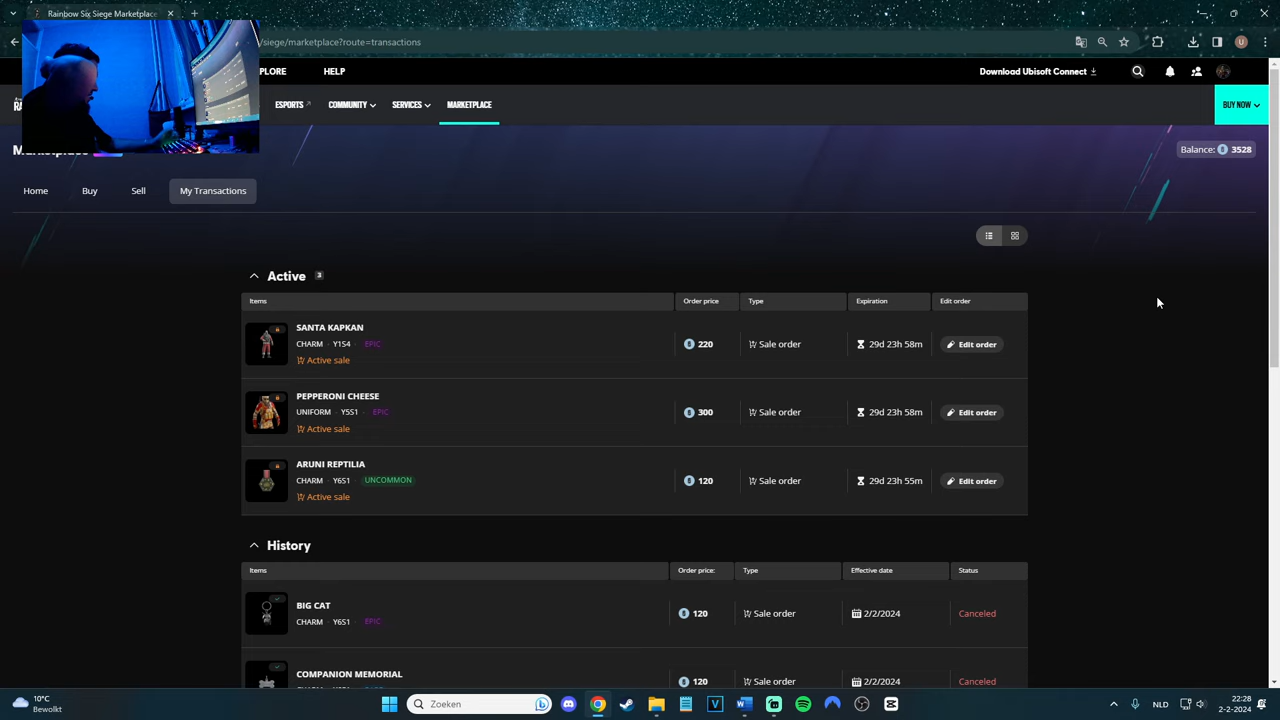 Rainbow Six Siege Marketplace
/siege/marketplace?route=transactions
PLORE HELP Download Ubisoft Connect
ESPORTS COMMUNITY SERVICES MARKETPLACE BUY NOW
Balance: 3528
Home Buy Sell My Transactions
Active 3
Items Order price Type Expiration Edit order
SANTA KAPKAN
CHARM · Y1S4 · EPIC
Active sale
220 Sale order 29d 23h 58m Edit order
PEPPERONI CHEESE
UNIFORM · Y5S1 · EPIC
Active sale
300 Sale order 29d 23h 58m Edit order
ARUNI REPTILIA
CHARM · Y6S1 · UNCOMMON
Active sale
120 Sale order 29d 23h 55m Edit order
History
Items Order price: Type Effective date Status
BIG CAT
CHARM · Y6S1 · EPIC
120 Sale order 2/2/2024 Canceled
COMPANION MEMORIAL
120 Sale order 2/2/2024 Canceled
10°C
Bewolkt
Zoeken
NLD
22:28
2-2-2024